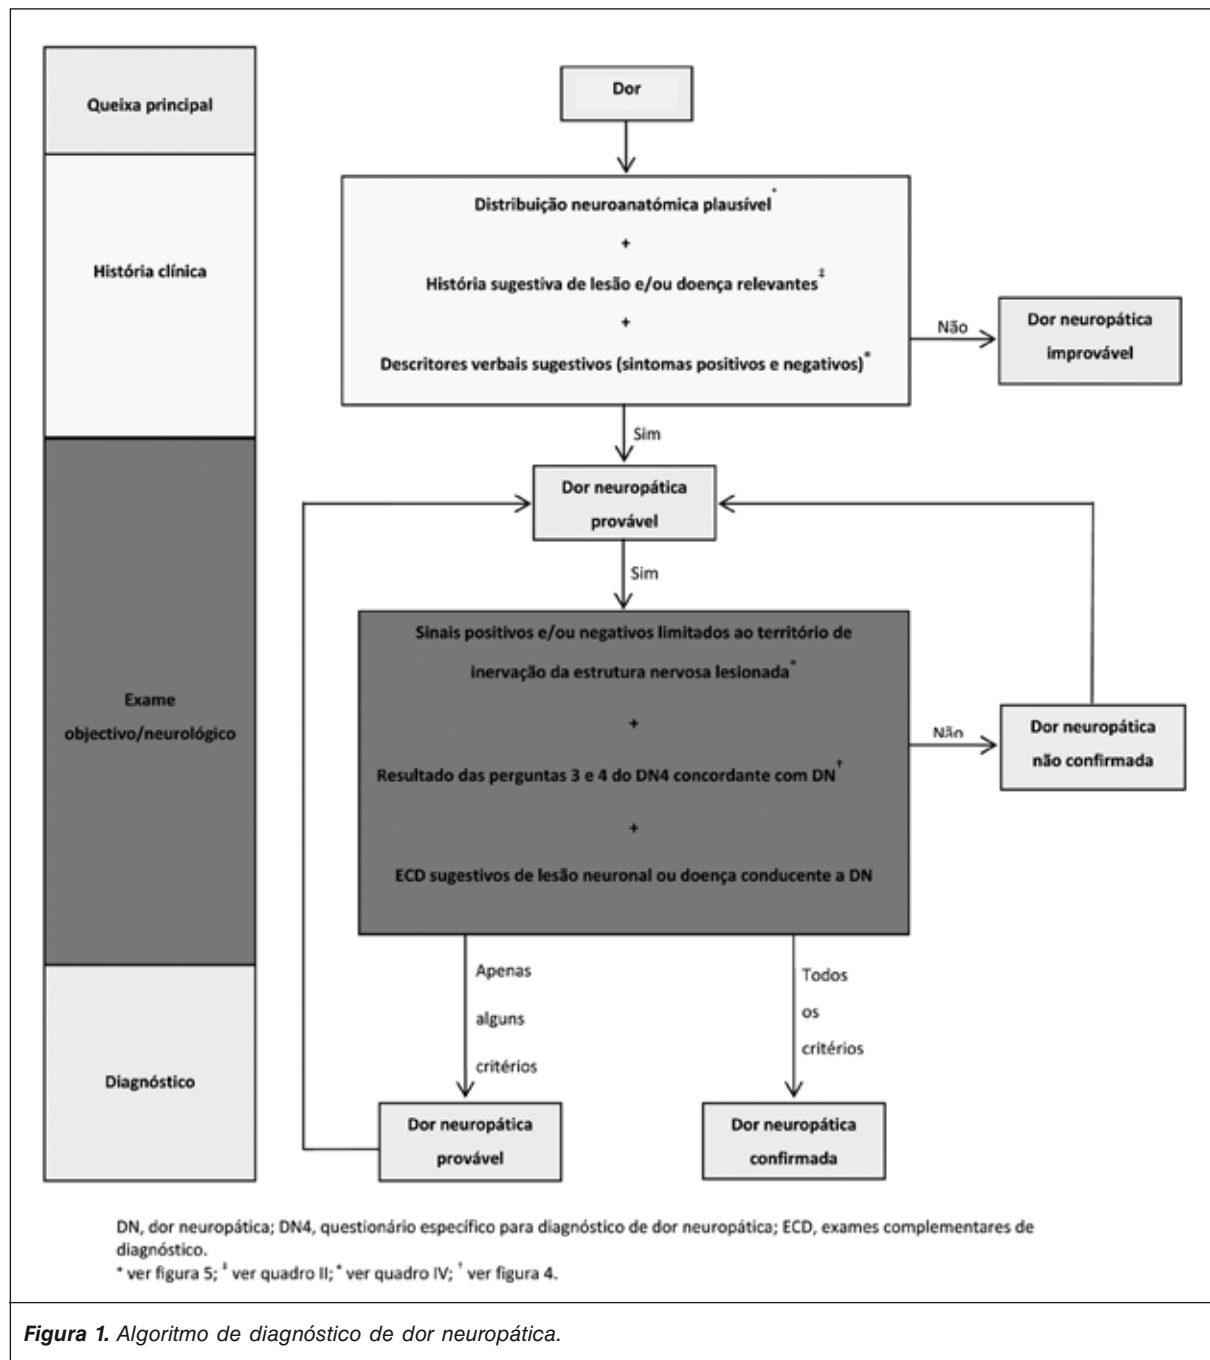 Queixa principal
Dor
História clínica
Distribuição neuroanatómica plausível*
+
História sugestiva de lesão e/ou doença relevantes‡
+
Descritores verbais sugestivos (sintomas positivos e negativos)*
Não
Dor neuropática
improvável
Sim
Dor neuropática
provável
Sim
Exame
objectivo/neurológico
Sinais positivos e/ou negativos limitados ao território de
inervação da estrutura nervosa lesionada*
+
Resultado das perguntas 3 e 4 do DN4 concordante com DN†
+
ECD sugestivos de lesão neuronal ou doença conducente a DN
Não
Dor neuropática
não confirmada
Apenas
alguns
critérios
Todos
os
critérios
Diagnóstico
Dor neuropática
provável
Dor neuropática
confirmada
DN, dor neuropática; DN4, questionário específico para diagnóstico de dor neuropática; ECD, exames complementares de
diagnóstico.
* ver figura 5; ‡ ver quadro II; * ver quadro IV; † ver figura 4.
Figura 1. Algoritmo de diagnóstico de dor neuropática.